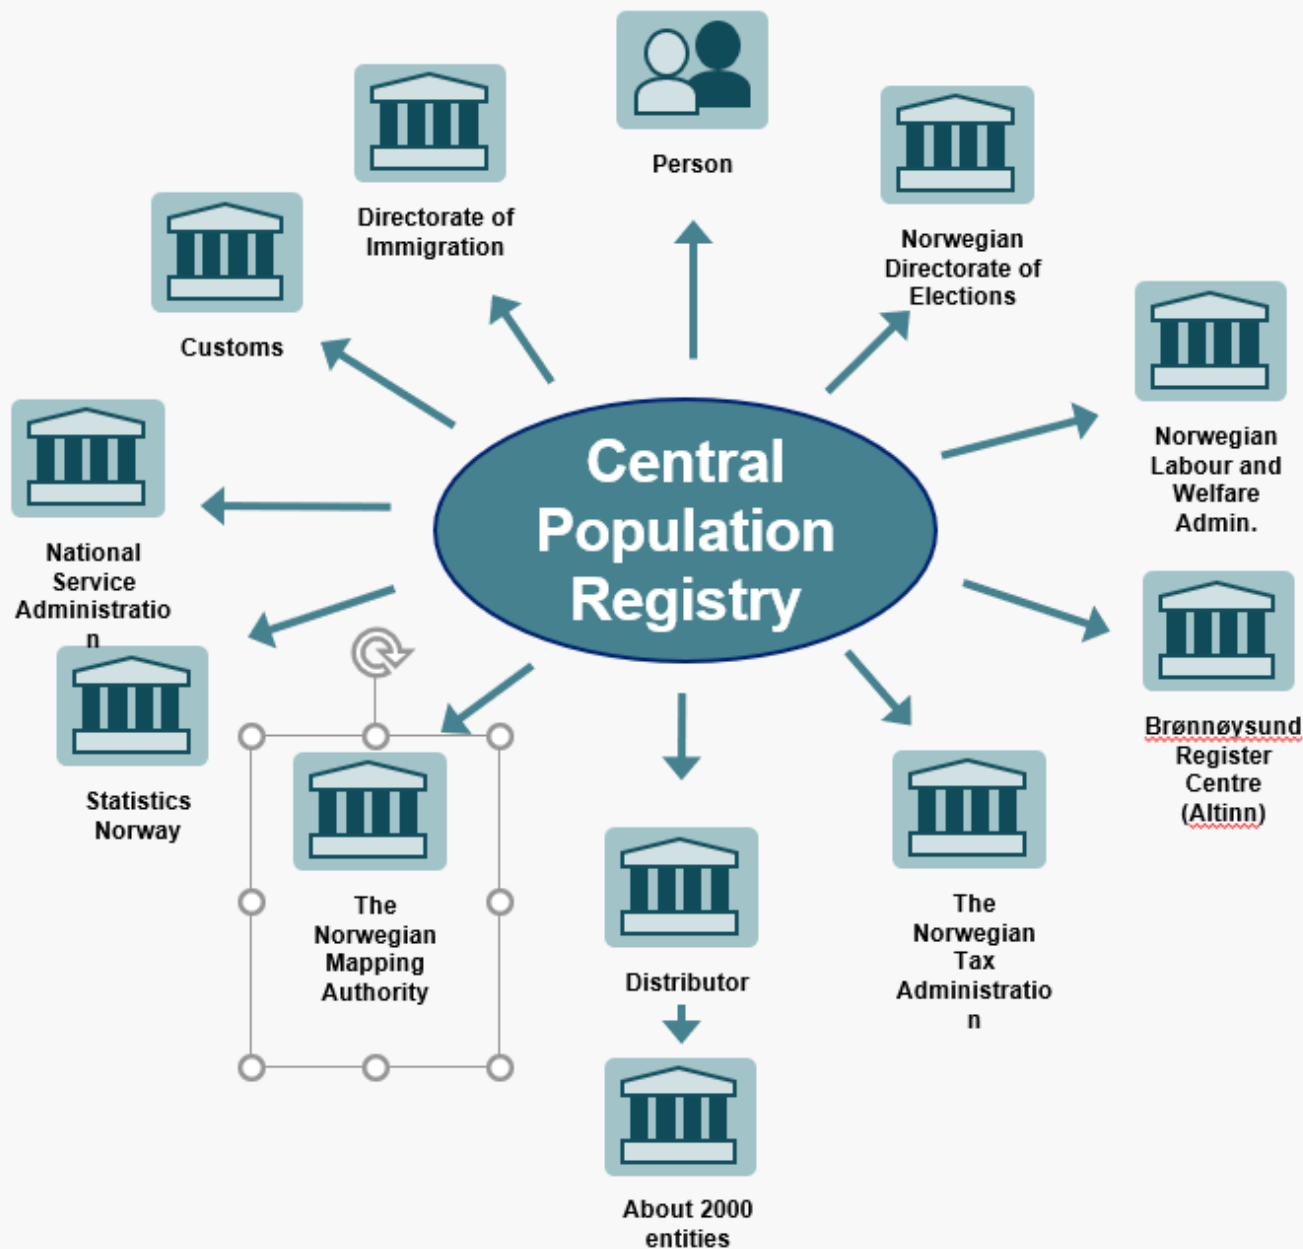 Person
Directorate of
Immigration
Norwegian
Directorate of
Elections
Customs
Norwegian
Labour and
Welfare
Admin.
Central
Population
Registry
National
Service
Administratio
n
Brønnøysund
Register
Centre
(Altinn)
Statistics
Norway
The
Norwegian
Mapping
Authority
Distributor
The
Norwegian
Tax
Administratio
n
About 2000
entities